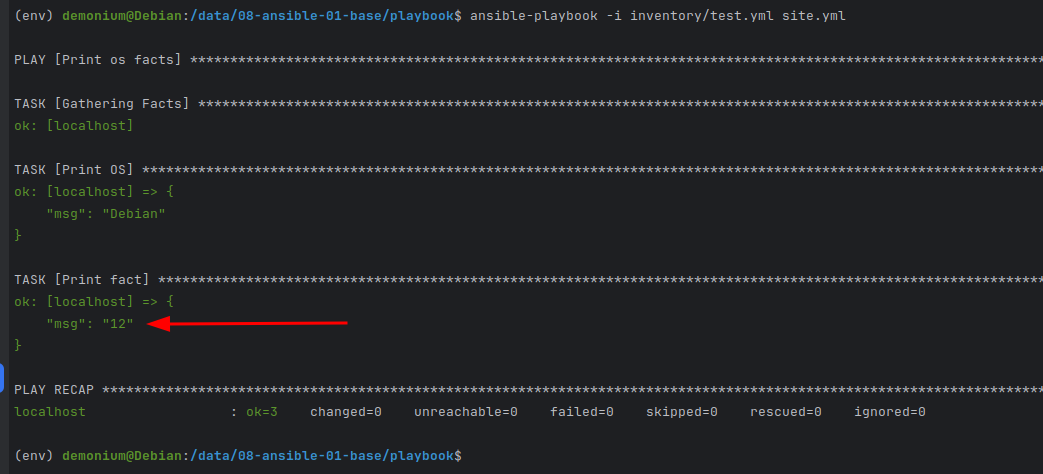 (env) demonium@Debian:/data/08-ansible-01-base/playbook$ ansible-playbook -i inventory/test.yml site.yml
PLAY [Print os facts] **********************************************************************************************************
TASK [Gathering Facts] *********************************************************************************************************
ok: [localhost]
TASK [Print OS] ****************************************************************************************************************
ok: [localhost] => {
    "msg": "Debian"
}
TASK [Print fact] **************************************************************************************************************
ok: [localhost] => {
    "msg": "12"
}
PLAY RECAP *********************************************************************************************************************
localhost                  : ok=3    changed=0    unreachable=0    failed=0    skipped=0    rescued=0    ignored=0
(env) demonium@Debian:/data/08-ansible-01-base/playbook$